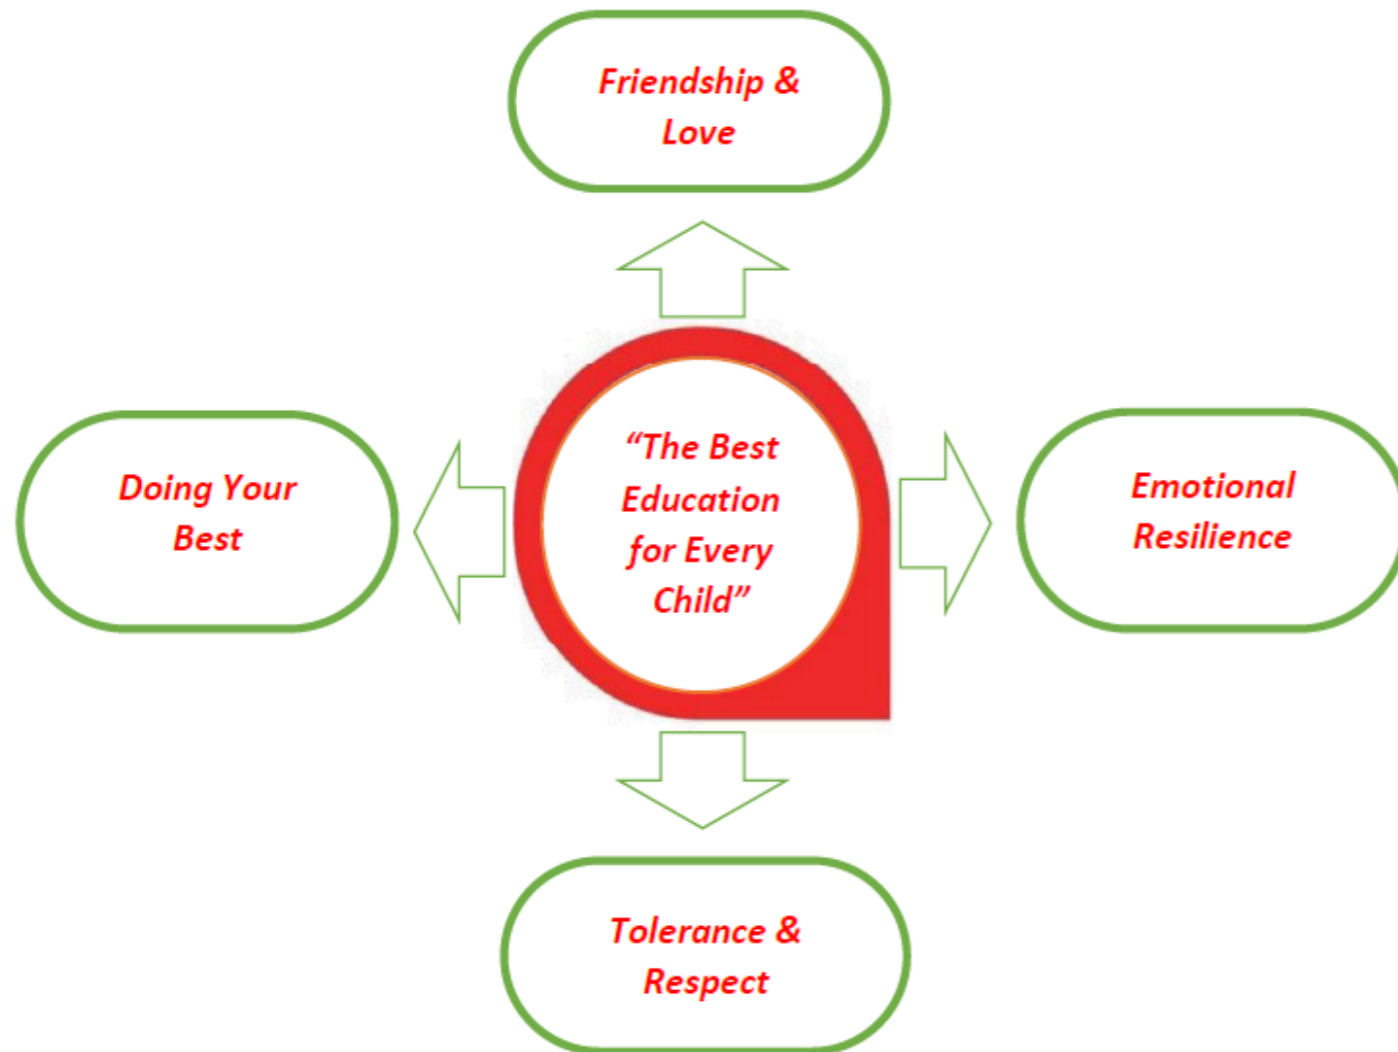 Friendship &
Love
Doing Your
Best
“The Best
Education
for Every
Child”
Emotional
Resilience
Tolerance &
Respect